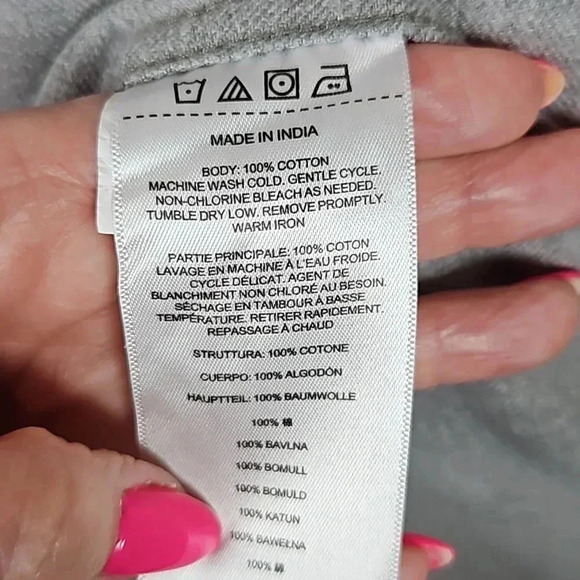 MADE IN INDIA
BODY: 100% COTTON
MACHINE WASH COLD. GENTLE CYCLE.
NON-CHLORINE BLEACH AS NEEDED.
TUMBLE DRY LOW. REMOVE PROMPTLY.
WARM IRON
PARTIE PRINCIPALE: 100% COTON
LAVAGE EN MACHINE À L'EAU FROIDE.
CYCLE DÉLICAT. AGENT DE
BLANCHIMENT NON CHLORÉ AU BESOIN.
SÉCHAGE EN TAMBOUR À BASSE
TEMPÉRATURE. RETIRER RAPIDEMENT.
REPASSAGE À CHAUD
STRUTTURA: 100% COTONE
CUERPO: 100% ALGODÓN
HAUPTTEIL: 100% BAUMWOLLE
100% 棉
100% BAVLNA
100% BOMULL
100% BOMULD
100% KATUN
100% BAWEŁNA
100% 綿